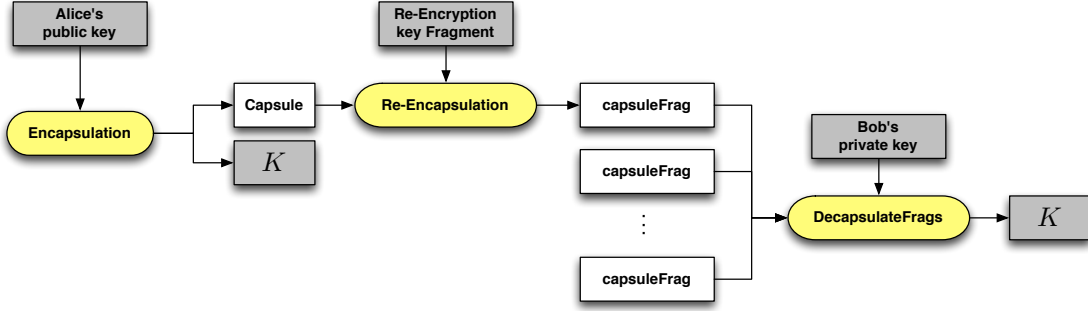 Alice's
public key
Encapsulation
Capsule
K
Re-Encryption
key Fragment
Re-Encapsulation
capsuleFrag
capsuleFrag
⋮
capsuleFrag
Bob's
private key
DecapsulateFrags
K